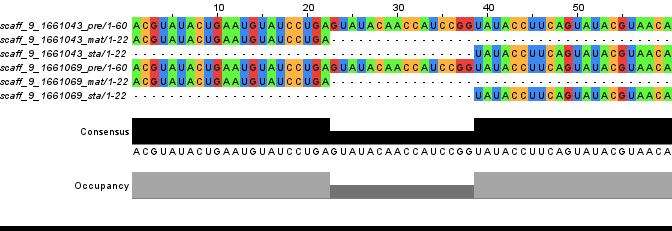 10 20 30 40 50
scaff_9_1661043_pre/1-60 ACGUAUACUGAAUGUAUCCUGAGUAUACAACCAUCCGGUAUACCUUCAGUAUACGUAACA
scaff_9_1661043_mat/1-22 ACGUAUACUGAAUGUAUCCUGA--------------------------------------
scaff_9_1661043_sta/1-22 --------------------------------------UAUACCUUCAGUAUACGUAACA
scaff_9_1661069_pre/1-60 ACGUAUACUGAAUGUAUCCUGAGUAUACAACCAUCCGGUAUACCUUCAGUAUACGUAACA
scaff_9_1661069_mat/1-22 ACGUAUACUGAAUGUAUCCUGA--------------------------------------
scaff_9_1661069_sta/1-22 --------------------------------------UAUACCUUCAGUAUACGUAACA
Consensus
ACGUAUACUGAAUGUAUCCUGAGUAUACAACCAUCCGGUAUACCUUCAGUAUACGUAACA
Occupancy